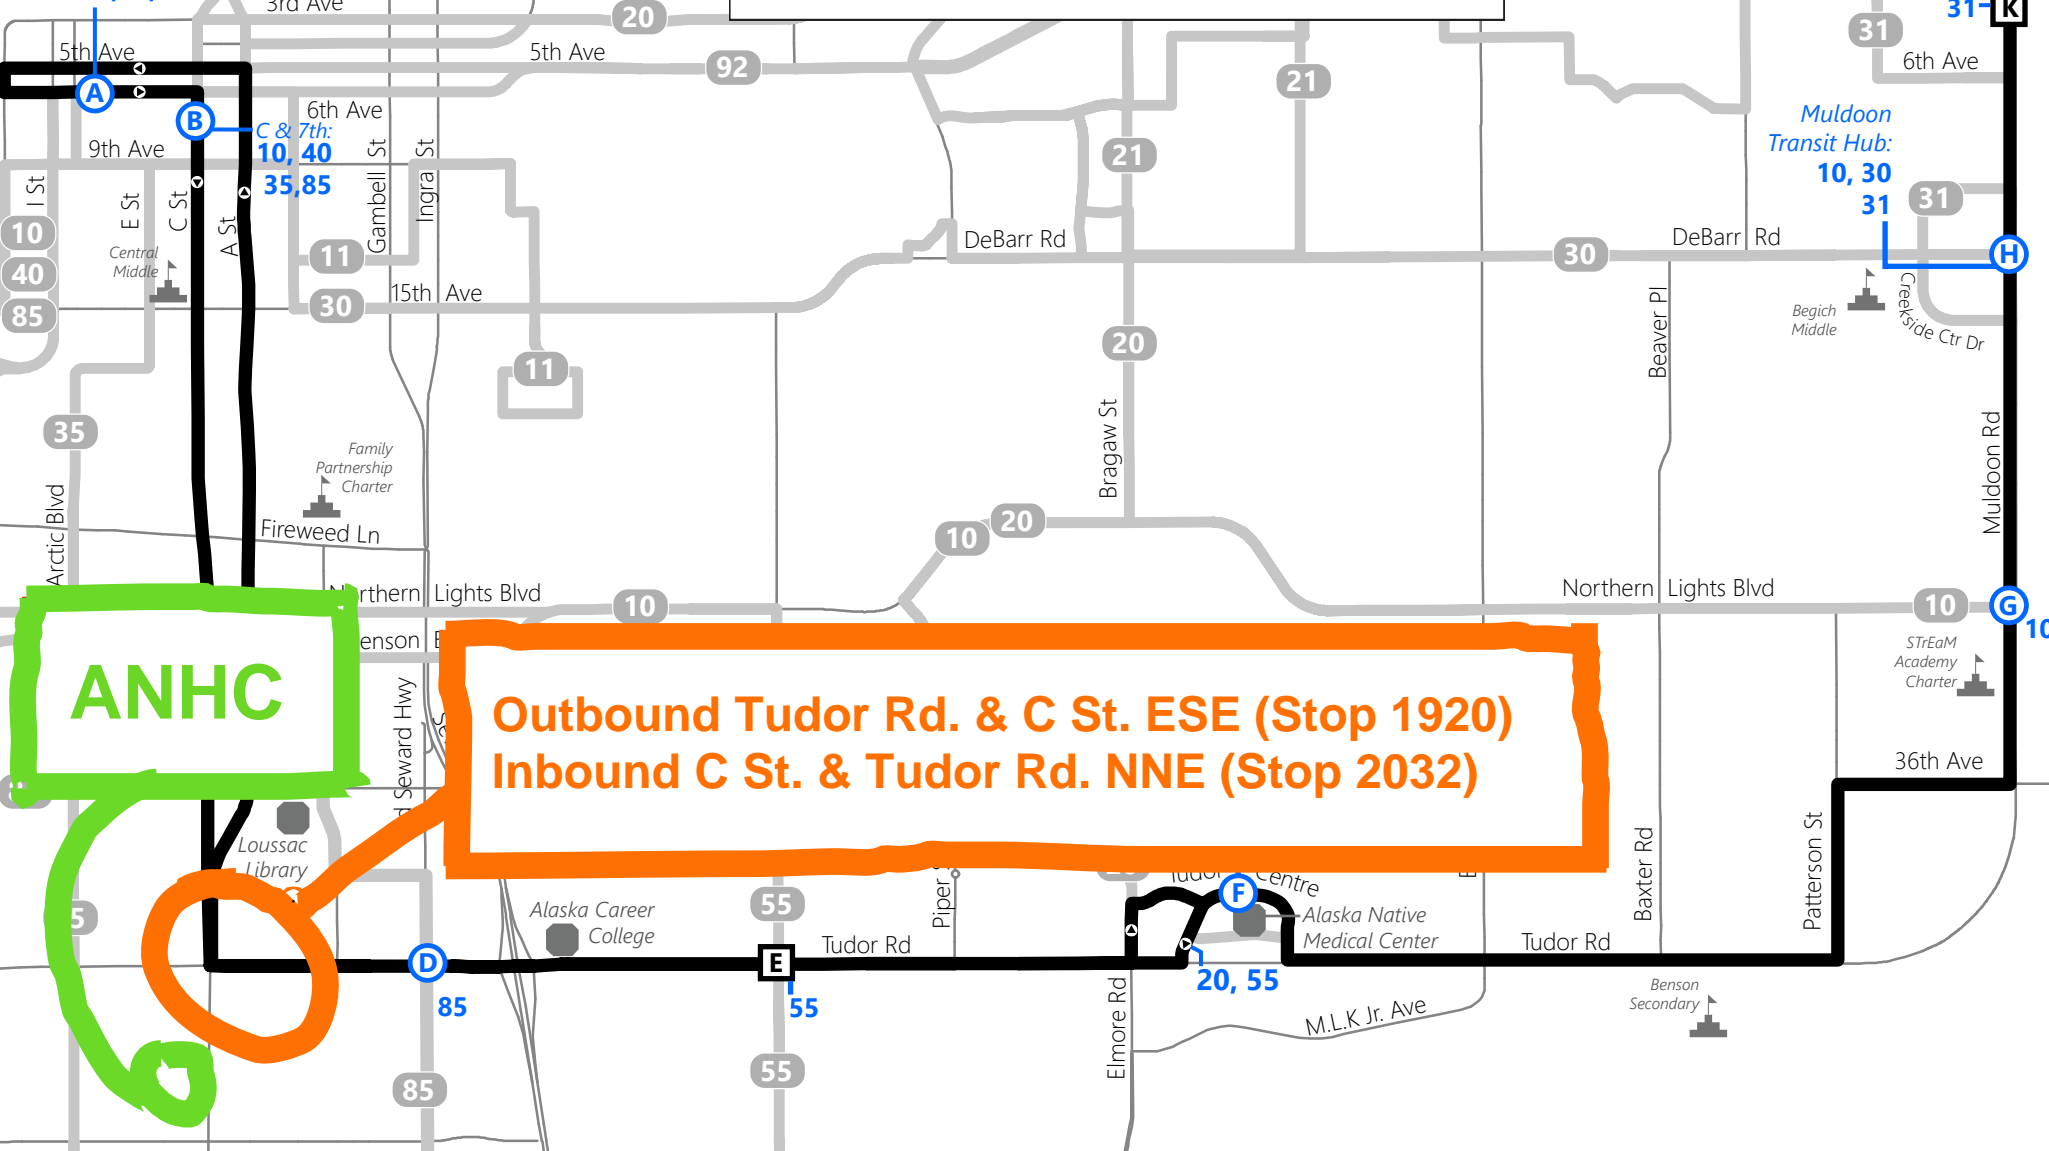 3rd Ave
20
31
K
5th Ave
5th Ave
92
6th Ave
21
31
A
6th Ave
B
C & 7th:
10, 40
35,85
9th Ave
Muldoon
Transit Hub:
10, 30
31
21
31
I St
E St
C St
A St
Gambell St
Ingra St
10
40
85
Central
Middle
11
30
15th Ave
DeBarr Rd
30
DeBarr Rd
H
Begich
Middle
Creekside Ctr Dr
Beaver Pl
20
11
35
Family
Partnership
Charter
Bragaw St
Muldoon Rd
Arctic Blvd
Fireweed Ln
10
20
Northern Lights Blvd
10
Northern Lights Blvd
10
G
10
STrEaM
Academy
Charter
ANHC
Outbound Tudor Rd. & C St. ESE (Stop 1920)
Inbound C St. & Tudor Rd. NNE (Stop 2032)
Seward Hwy
36th Ave
Loussac
Library
Baxter Rd
Patterson St
Piper
Tudor Centre
F
Alaska Career
College
55
Tudor Rd
Alaska Native
Medical Center
Tudor Rd
D
85
E
55
20, 55
Elmore Rd
M.L.K Jr. Ave
Benson
Secondary
85
55